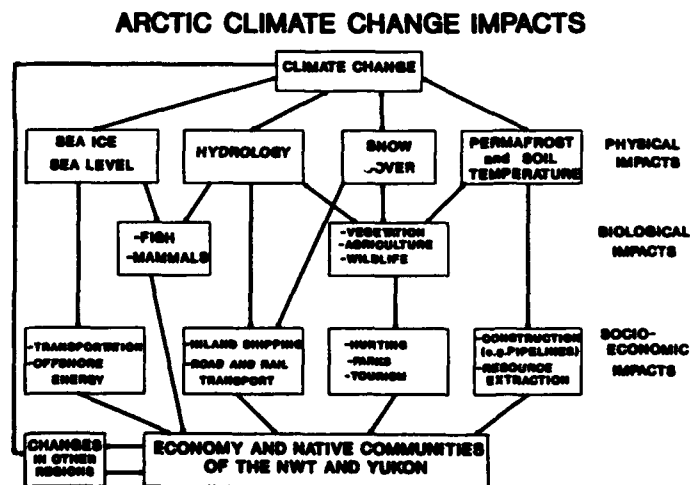 ARCTIC CLIMATE CHANGE IMPACTS
CLIMATE CHANGE
SEA ICE
SEA LEVEL
HYDROLOGY
SNOW
COVER
PERMAFROST
and SOIL
TEMPERATURE
PHYSICAL
IMPACTS
-FISH
-MAMMALS
-VEGETATION
-AGRICULTURE
-WILDLIFE
BIOLOGICAL
IMPACTS
-TRANSPORTATION
-OFFSHORE
ENERGY
-INLAND SHIPPING
-ROAD AND RAIL
TRANSPORT
-HUNTING
-PARKS
-TOURISM
-CONSTRUCTION
(e.g.PIPELINES)
-RESOURCE
EXTRACTION
SOCIO-
ECONOMIC
IMPACTS
CHANGES
IN OTHER
REGIONS
ECONOMY AND NATIVE COMMUNITIES
OF THE NWT AND YUKON